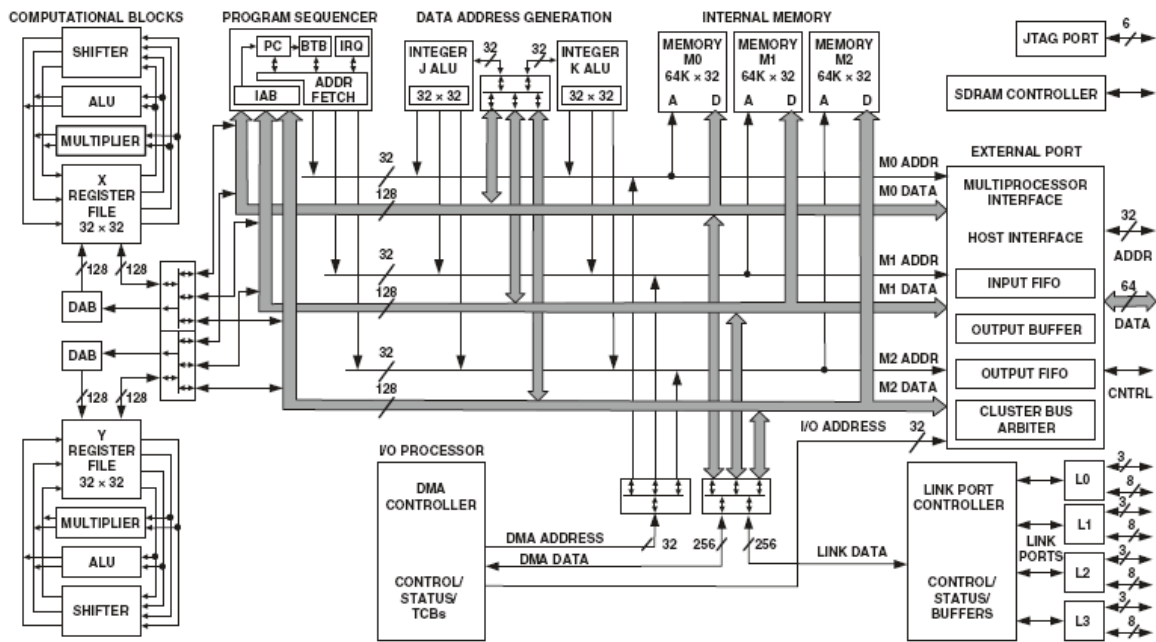 COMPUTATIONAL BLOCKS
SHIFTER
ALU
MULTIPLIER
X
REGISTER
FILE
32 × 32
128
128
DAB
DAB
128
128
Y
REGISTER
FILE
32 × 32
MULTIPLIER
ALU
SHIFTER
PROGRAM SEQUENCER
PC
BTB
IRQ
ADDR
FETCH
IAB
DATA ADDRESS GENERATION
INTEGER
J ALU
32 × 32
32
32
INTEGER
K ALU
32 × 32
INTERNAL MEMORY
MEMORY
M0
64K × 32
A
D
MEMORY
M1
64K × 32
A
D
MEMORY
M2
64K × 32
A
D
32
128
32
128
32
128
M0 ADDR
M0 DATA
M1 ADDR
M1 DATA
M2 ADDR
M2 DATA
I/O ADDRESS
32
JTAG PORT
6
SDRAM CONTROLLER
EXTERNAL PORT
MULTIPROCESSOR
INTERFACE
HOST INTERFACE
INPUT FIFO
OUTPUT BUFFER
OUTPUT FIFO
CLUSTER BUS
ARBITER
32
ADDR
64
DATA
CNTRL
I/O PROCESSOR
DMA
CONTROLLER
CONTROL/
STATUS/
TCBs
DMA ADDRESS
32
DMA DATA
256
256
LINK DATA
LINK PORT
CONTROLLER
CONTROL/
STATUS/
BUFFERS
LINK
PORTS
L0
3
8
L1
3
8
L2
3
8
L3
3
8